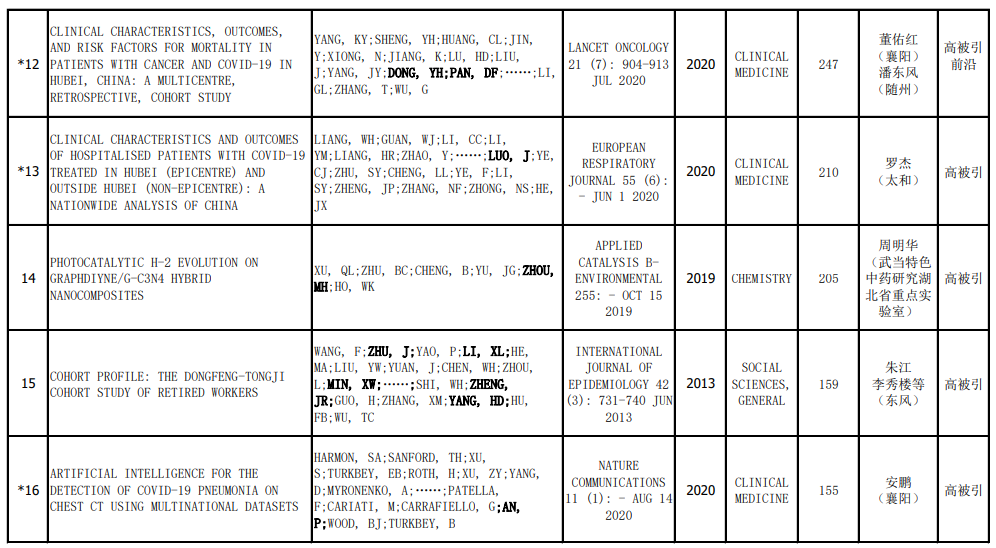 *12
CLINICAL CHARACTERISTICS, OUTCOMES,
AND RISK FACTORS FOR MORTALITY IN
PATIENTS WITH CANCER AND COVID-19 IN
HUBEI, CHINA: A MULTICENTRE,
RETROSPECTIVE, COHORT STUDY
YANG, KY;SHENG, YH;HUANG, CL;JIN,
Y;XIONG, N;JIANG, K;LU, HD;LIU,
J;YANG, JY;DONG, YH;PAN, DF;……;LI,
GL;ZHANG, T;WU, G
LANCET ONCOLOGY
21 (7): 904-913
JUL 2020
2020
CLINICAL
MEDICINE
247
董佑红
（襄阳）
潘东风
（随州）
高被引
前沿
*13
CLINICAL CHARACTERISTICS AND OUTCOMES
OF HOSPITALISED PATIENTS WITH COVID-19
TREATED IN HUBEI (EPICENTRE) AND
OUTSIDE HUBEI (NON-EPICENTRE): A
NATIONWIDE ANALYSIS OF CHINA
LIANG, WH;GUAN, WJ;LI, CC;LI,
YM;LIANG, HR;ZHAO, Y;……;LUO, J;YE,
CJ;ZHU, SY;CHENG, LL;YE, F;LI,
SY;ZHENG, JP;ZHANG, NF;ZHONG, NS;HE,
JX
EUROPEAN
RESPIRATORY
JOURNAL 55 (6):
- JUN 1 2020
2020
CLINICAL
MEDICINE
210
罗杰
（太和）
高被引
14
PHOTOCATALYTIC H-2 EVOLUTION ON
GRAPHDIYNE/G-C3N4 HYBRID
NANOCOMPOSITES
XU, QL;ZHU, BC;CHENG, B;YU, JG;ZHOU,
MH;HO, WK
APPLIED
CATALYSIS B-
ENVIRONMENTAL
255: - OCT 15
2019
2019
CHEMISTRY
205
周明华
（武当特色
中药研究湖
北省重点实
验室）
高被引
15
COHORT PROFILE: THE DONGFENG-TONGJI
COHORT STUDY OF RETIRED WORKERS
WANG, F;ZHU, J;YAO, P;LI, XL;HE,
MA;LIU, YW;YUAN, J;CHEN, WH;ZHOU,
L;MIN, XW;……;SHI, WH;ZHENG,
JR;GUO, H;ZHANG, XM;YANG, HD;HU,
FB;WU, TC
INTERNATIONAL
JOURNAL OF
EPIDEMIOLOGY 42
(3): 731-740 JUN
2013
2013
SOCIAL
SCIENCES,
GENERAL
159
朱江
李秀楼等
（东风）
高被引
*16
ARTIFICIAL INTELLIGENCE FOR THE
DETECTION OF COVID-19 PNEUMONIA ON
CHEST CT USING MULTINATIONAL DATASETS
HARMON, SA;SANFORD, TH;XU,
S;TURKBEY, EB;ROTH, H;XU, ZY;YANG,
D;MYRONENKO, A;……;PATELLA,
F;CARIATI, M;CARRAFIELLO, G;AN,
P;WOOD, BJ;TURKBEY, B
NATURE
COMMUNICATIONS
11 (1): - AUG 14
2020
2020
CLINICAL
MEDICINE
155
安鹏
（襄阳）
高被引